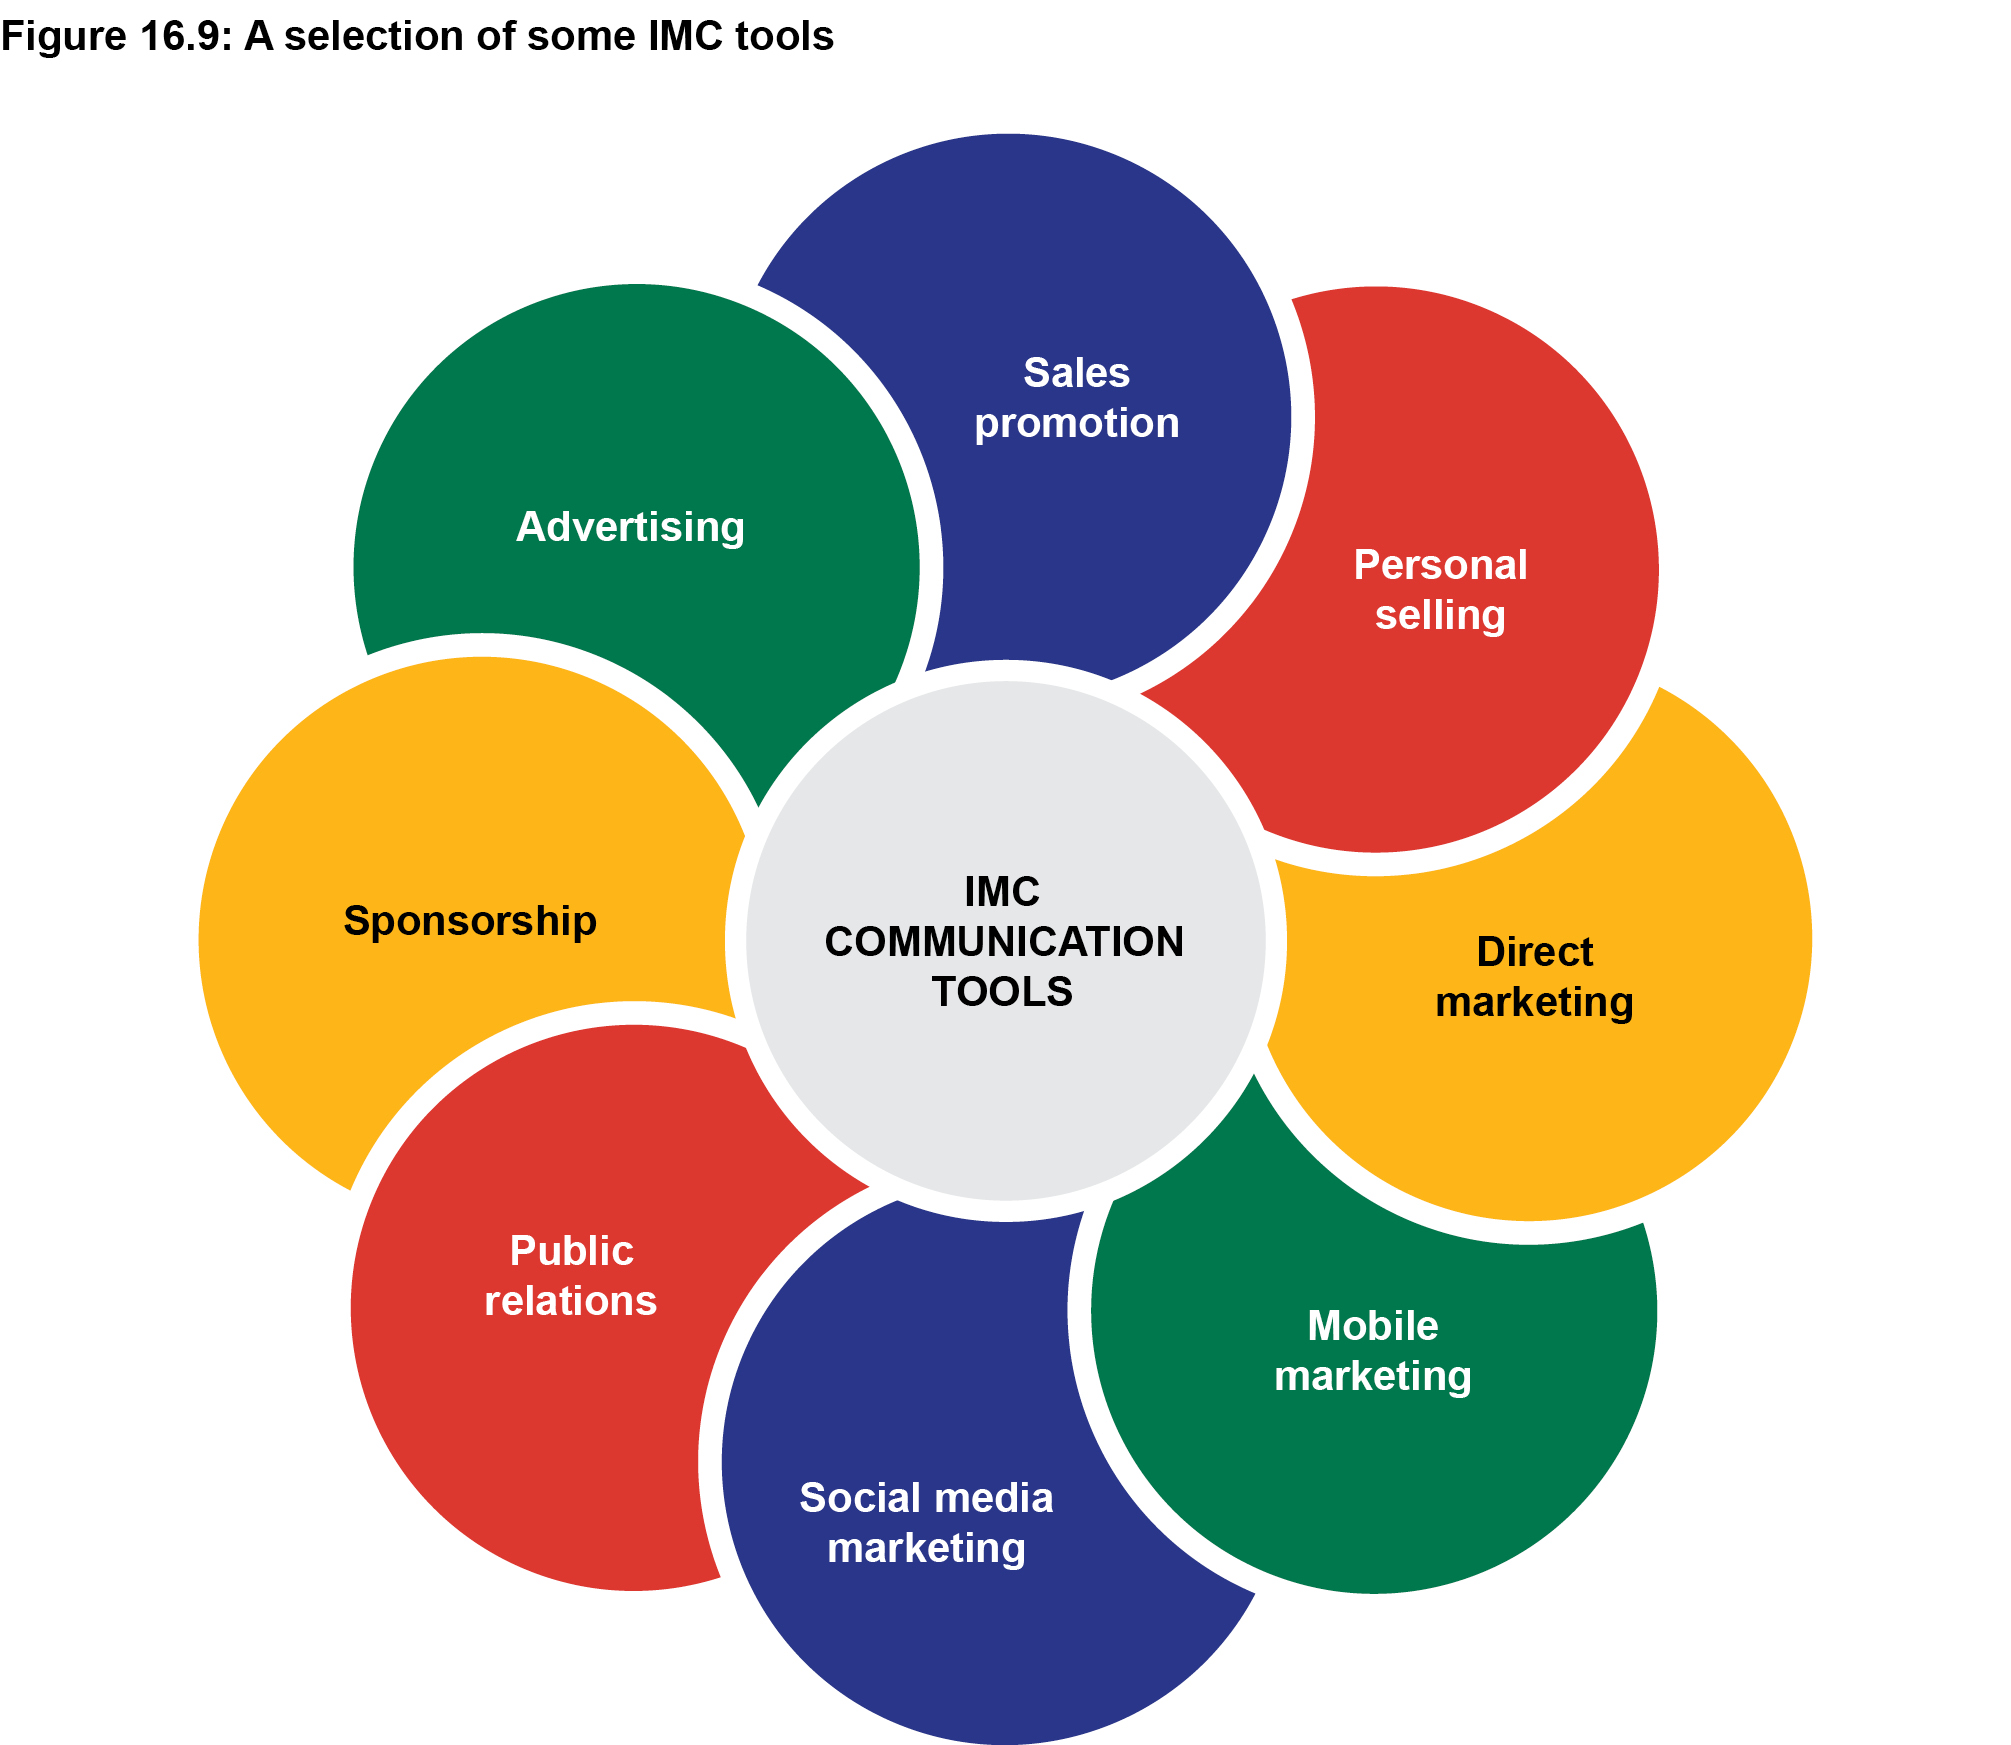 Figure 16.9: A selection of some IMC tools
Sales
promotion
Personal
selling
Direct
marketing
Mobile
marketing
Social media
marketing
Public
relations
Sponsorship
Advertising
IMC
COMMUNICATION
TOOLS